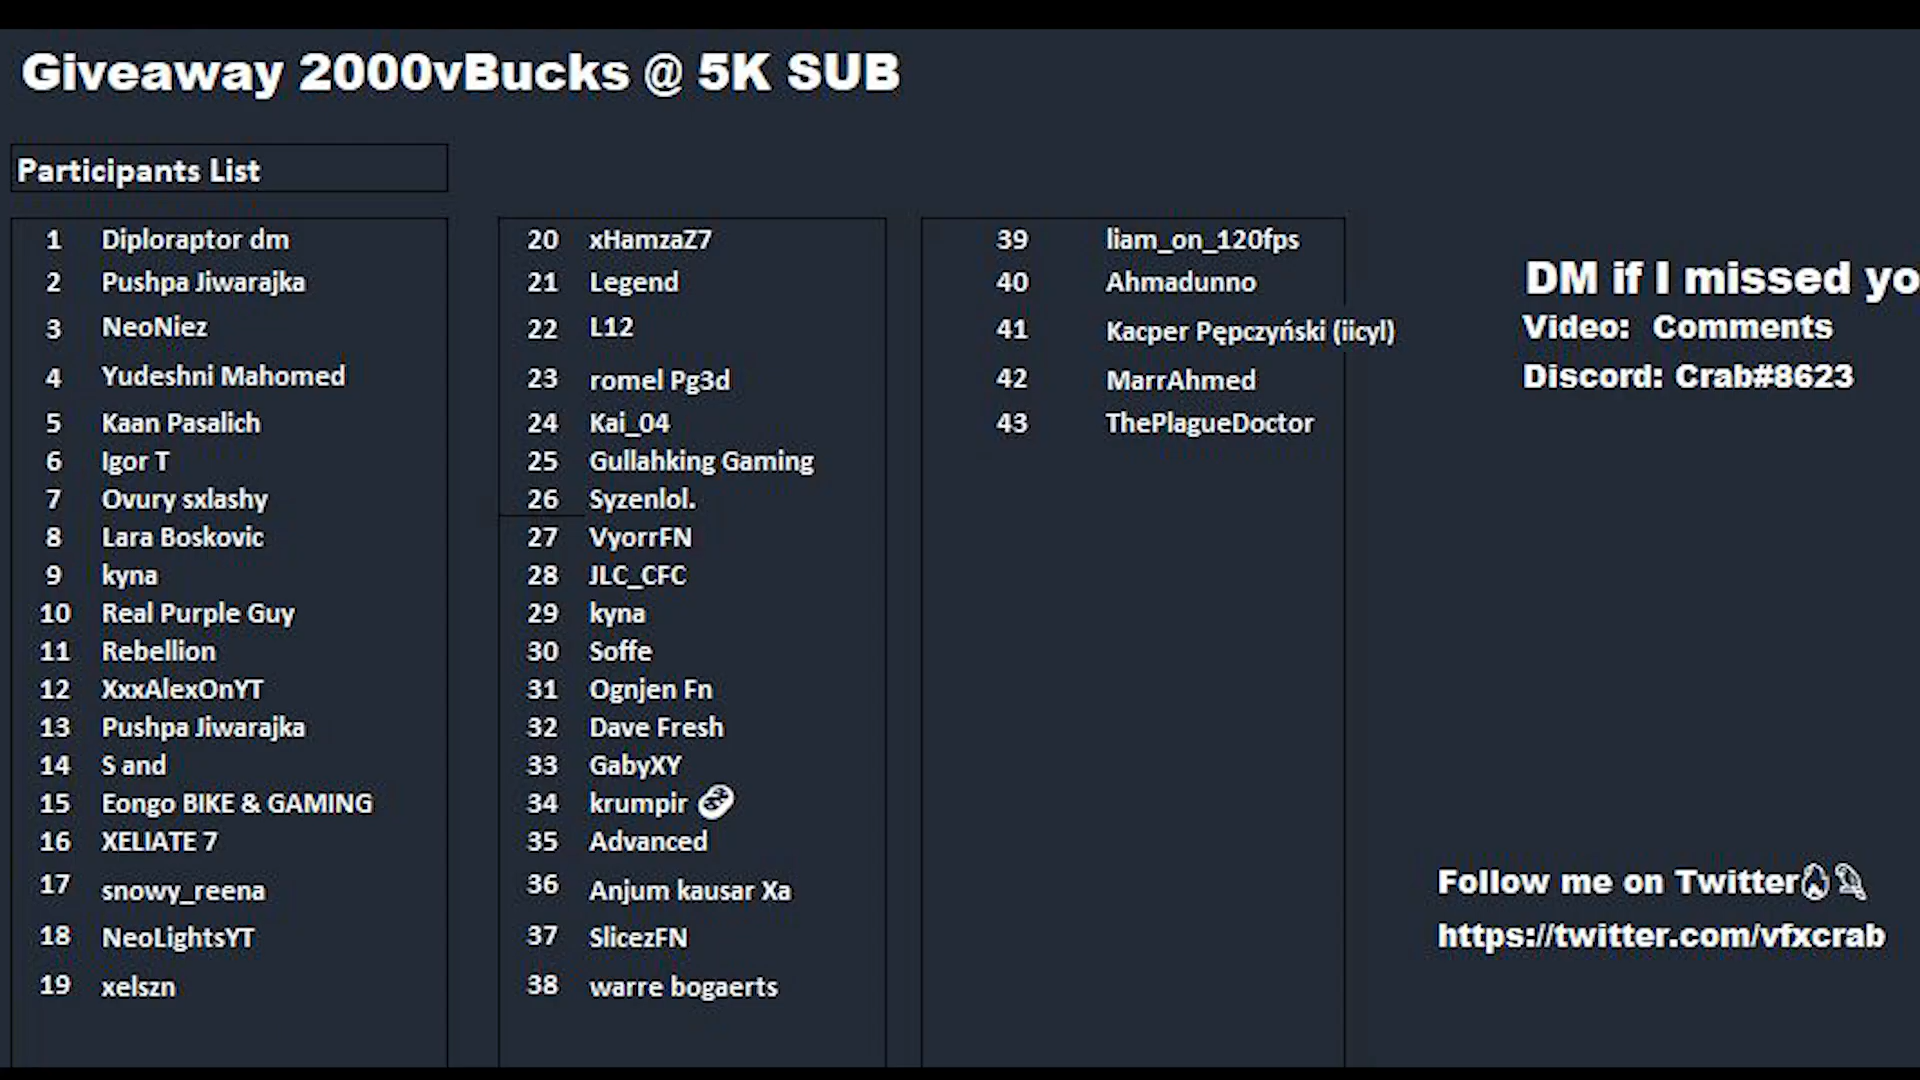 Giveaway 2000vBucks @ 5K SUB
Participants List
1 Diploraptor dm
2 Pushpa Jiwarajka
3 NeoNiez
4 Yudeshni Mahomed
5 Kaan Pasalich
6 Igor T
7 Ovury sxlashy
8 Lara Boskovic
9 kyna
10 Real Purple Guy
11 Rebellion
12 XxxAlexOnYT
13 Pushpa Jiwarajka
14 S and
15 Eongo BIKE & GAMING
16 XELIATE 7
17 snowy_reena
18 NeoLightsYT
19 xelszn
20 xHamzaZ7
21 Legend
22 L12
23 romel Pg3d
24 Kai_04
25 Gullahking Gaming
26 Syzenlol.
27 VyorrFN
28 JLC_CFC
29 kyna
30 Soffe
31 Ognjen Fn
32 Dave Fresh
33 GabyXY
34 krumpir 🥔
35 Advanced
36 Anjum kausar Xa
37 SlicezFN
38 warre bogaerts
39 liam_on_120fps
40 Ahmadunno
41 Kacper Pępczyński (iicyl)
42 MarrAhmed
43 ThePlagueDoctor
DM if I missed yo
Video: Comments
Discord: Crab#8623
Follow me on Twitter
https://twitter.com/vfxcrab